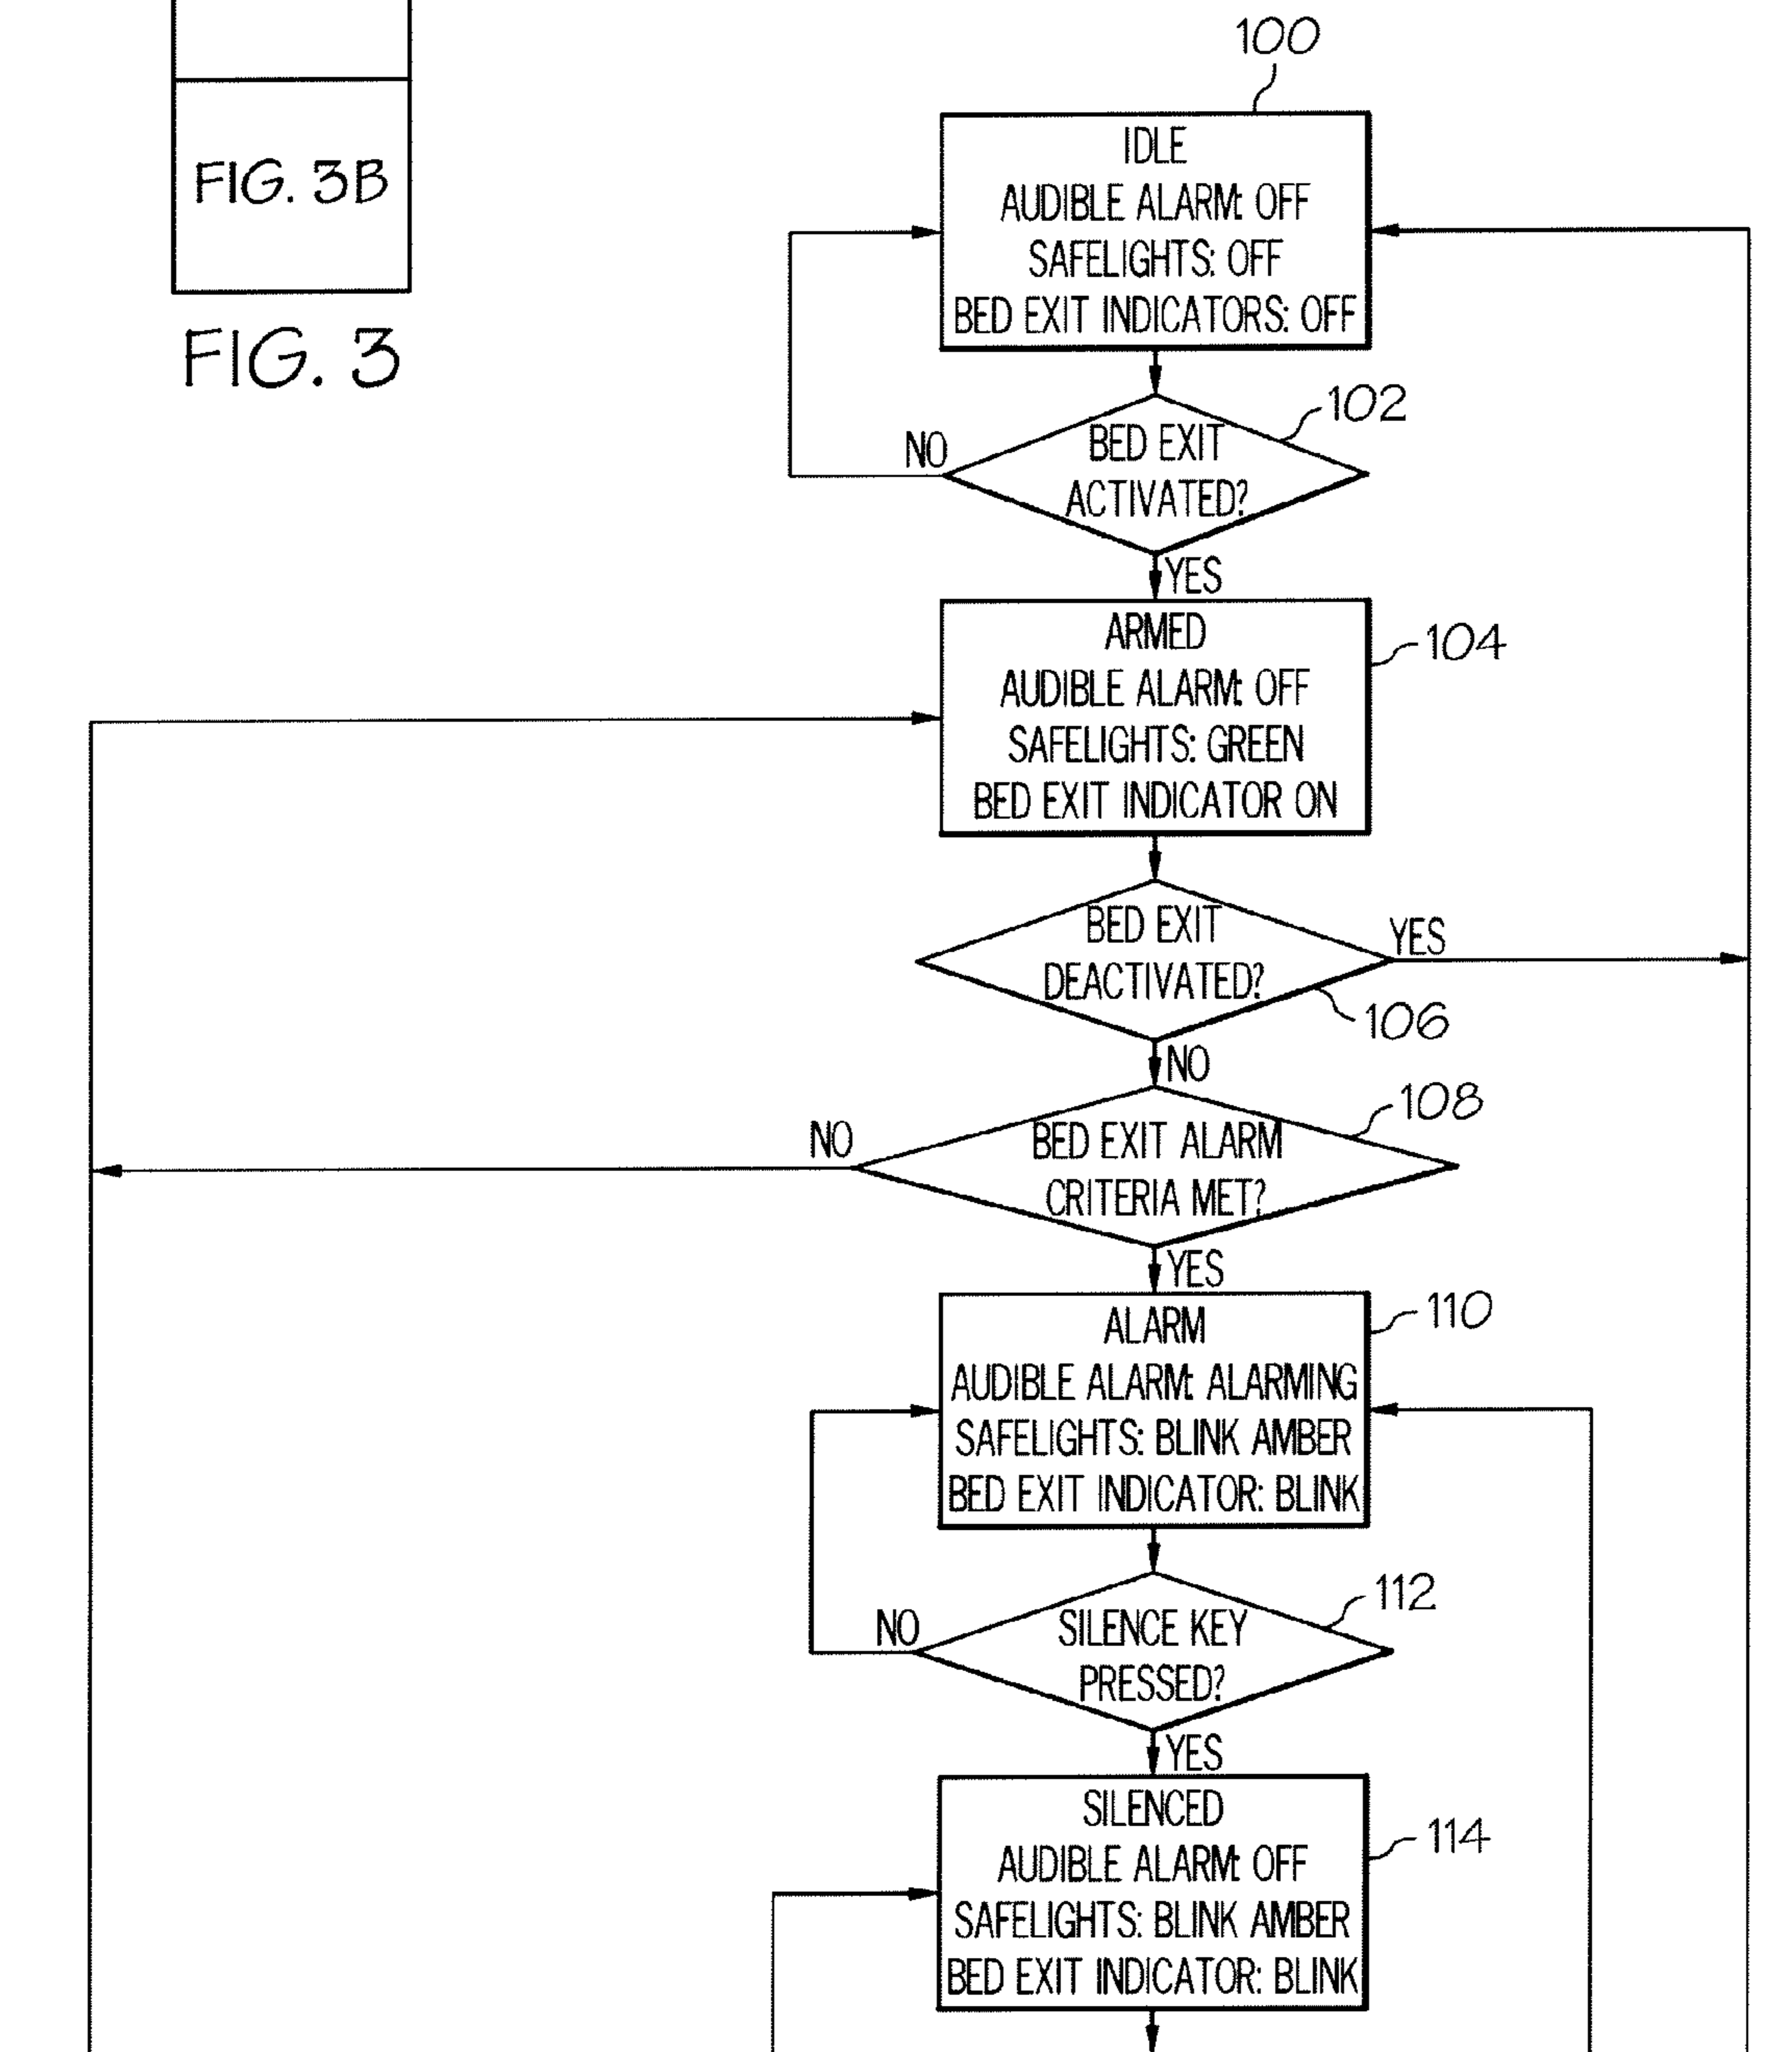 FIG. 3B
FIG. 3
100
IDLE
AUDIBLE ALARM: OFF
SAFELIGHTS: OFF
BED EXIT INDICATORS: OFF
102
NO
BED EXIT
ACTIVATED?
YES
ARMED
104
AUDIBLE ALARM: OFF
SAFELIGHTS: GREEN
BED EXIT INDICATOR ON
BED EXIT
DEACTIVATED?
YES
106
NO
108
NO
BED EXIT ALARM
CRITERIA MET?
YES
ALARM
110
AUDIBLE ALARM: ALARMING
SAFELIGHTS: BLINK AMBER
BED EXIT INDICATOR: BLINK
112
NO
SILENCE KEY
PRESSED?
YES
SILENCED
114
AUDIBLE ALARM: OFF
SAFELIGHTS: BLINK AMBER
BED EXIT INDICATOR: BLINK